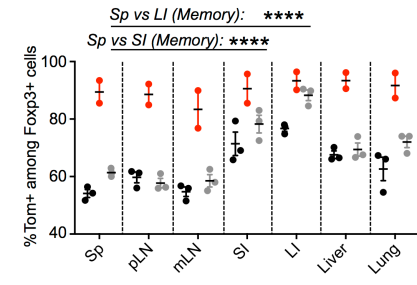 Sp vs LI (Memory): ****
Sp vs SI (Memory): ****
%Tom+ among Foxp3+ cells
100
80
60
40
Sp
pLN
mLN
SI
LI
Liver
Lung